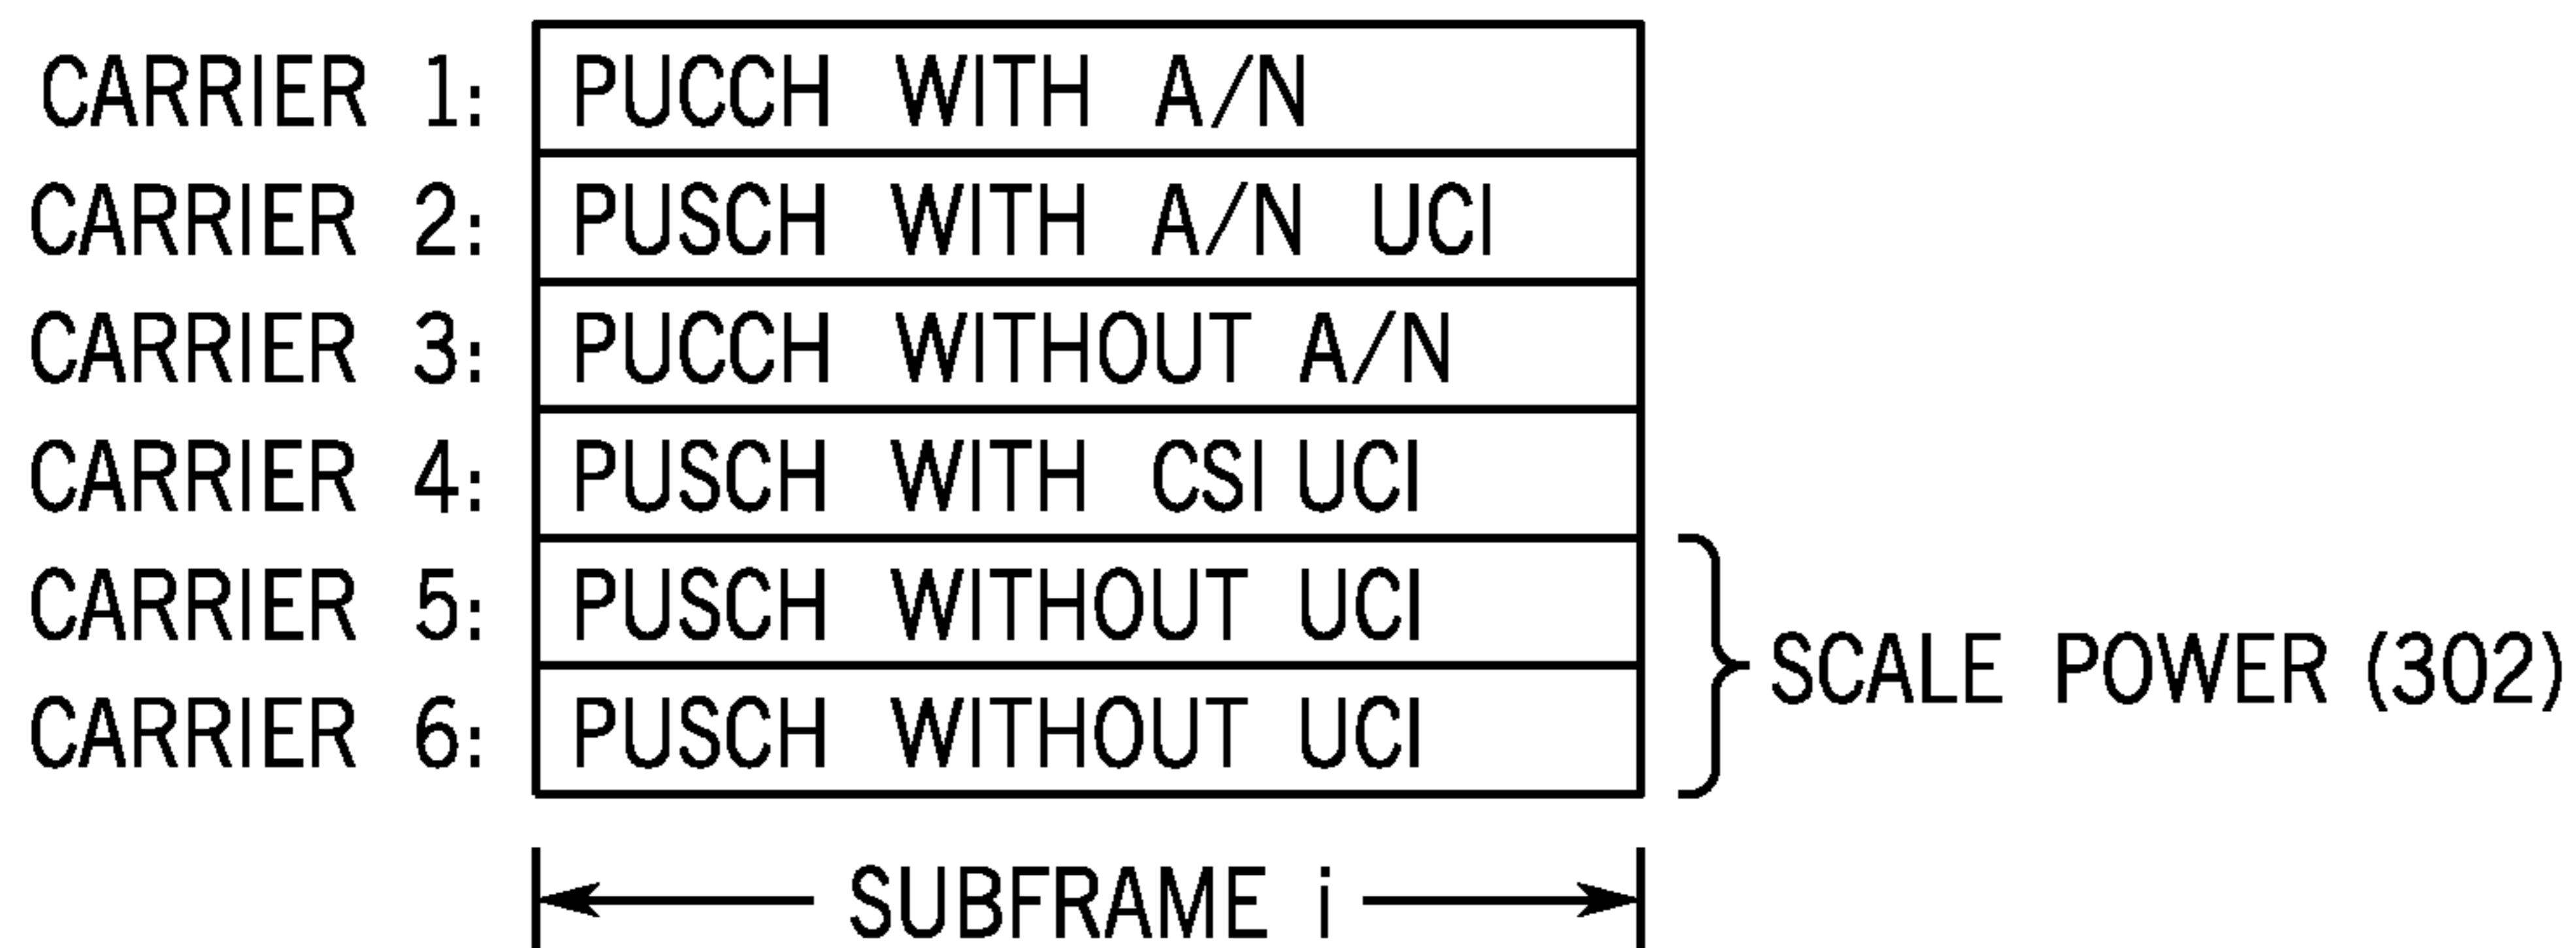 CARRIER 1: PUCCH WITH A/N
CARRIER 2: PUSCH WITH A/N UCI
CARRIER 3: PUCCH WITHOUT A/N
CARRIER 4: PUSCH WITH CSI UCI
CARRIER 5: PUSCH WITHOUT UCI
SCALE POWER (302)
CARRIER 6: PUSCH WITHOUT UCI
SUBFRAME i